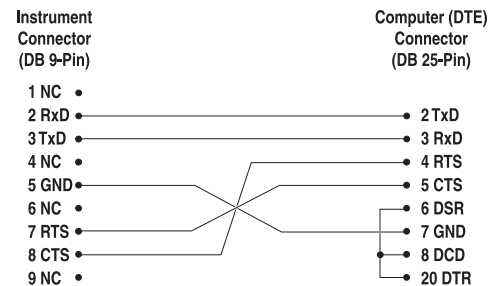 Instrument
Connector
(DB 9-Pin)
Computer (DTE)
Connector
(DB 25-Pin)
1 NC
2 RxD
3 TxD
4 NC
5 GND
6 NC
7 RTS
8 CTS
9 NC
2 TxD
3 RxD
4 RTS
5 CTS
6 DSR
7 GND
8 DCD
20 DTR